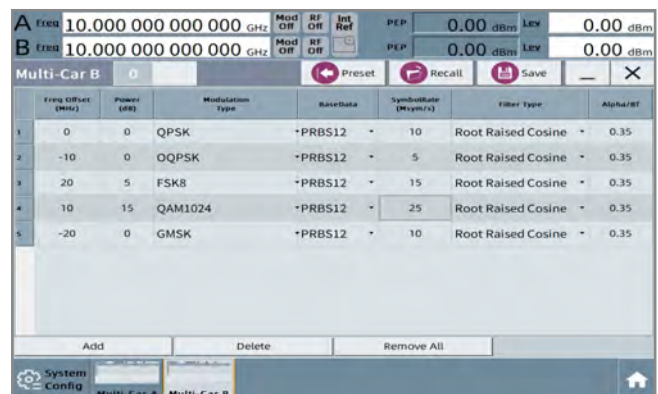 A Freq 10.000 000 000 000 GHz Mod Off RF Off Int Ref PEP 0.00 dBm Lev 0.00 dBm
B Freq 10.000 000 000 000 GHz Mod Off RF Off PEP 0.00 dBm Lev 0.00 dBm
Multi-Car B 0 Preset Recall Save
Freq Offset (MHz) Power (dB) Modulation Type BaseData SymbolRate (Msym/s) Filter Type Alpha/BT
1 0 0 QPSK PRBS12 10 Root Raised Cosine 0.35
2 -10 0 OQPSK PRBS12 5 Root Raised Cosine 0.35
3 20 5 FSK8 PRBS12 15 Root Raised Cosine 0.35
4 10 15 QAM1024 PRBS12 25 Root Raised Cosine 0.35
5 -20 0 GMSK PRBS12 10 Root Raised Cosine 0.35
Add Delete Remove All
System Config Multi-Car A Multi-Car B